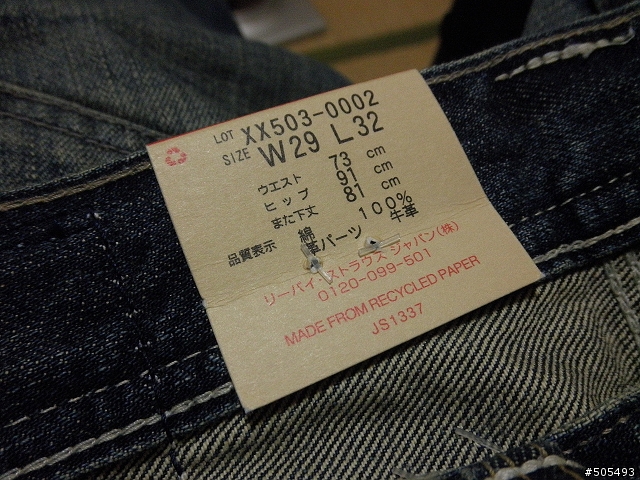 LOT XX503-0002
SIZE W29 L32
ウエスト 73 cm
ヒップ 91 cm
また下丈 81 cm
品質表示 綿 100%
革パーツ 牛革
リーバイ・ストラウス ジャパン(株)
0120-099-501
MADE FROM RECYCLED PAPER
JS1337
#505493